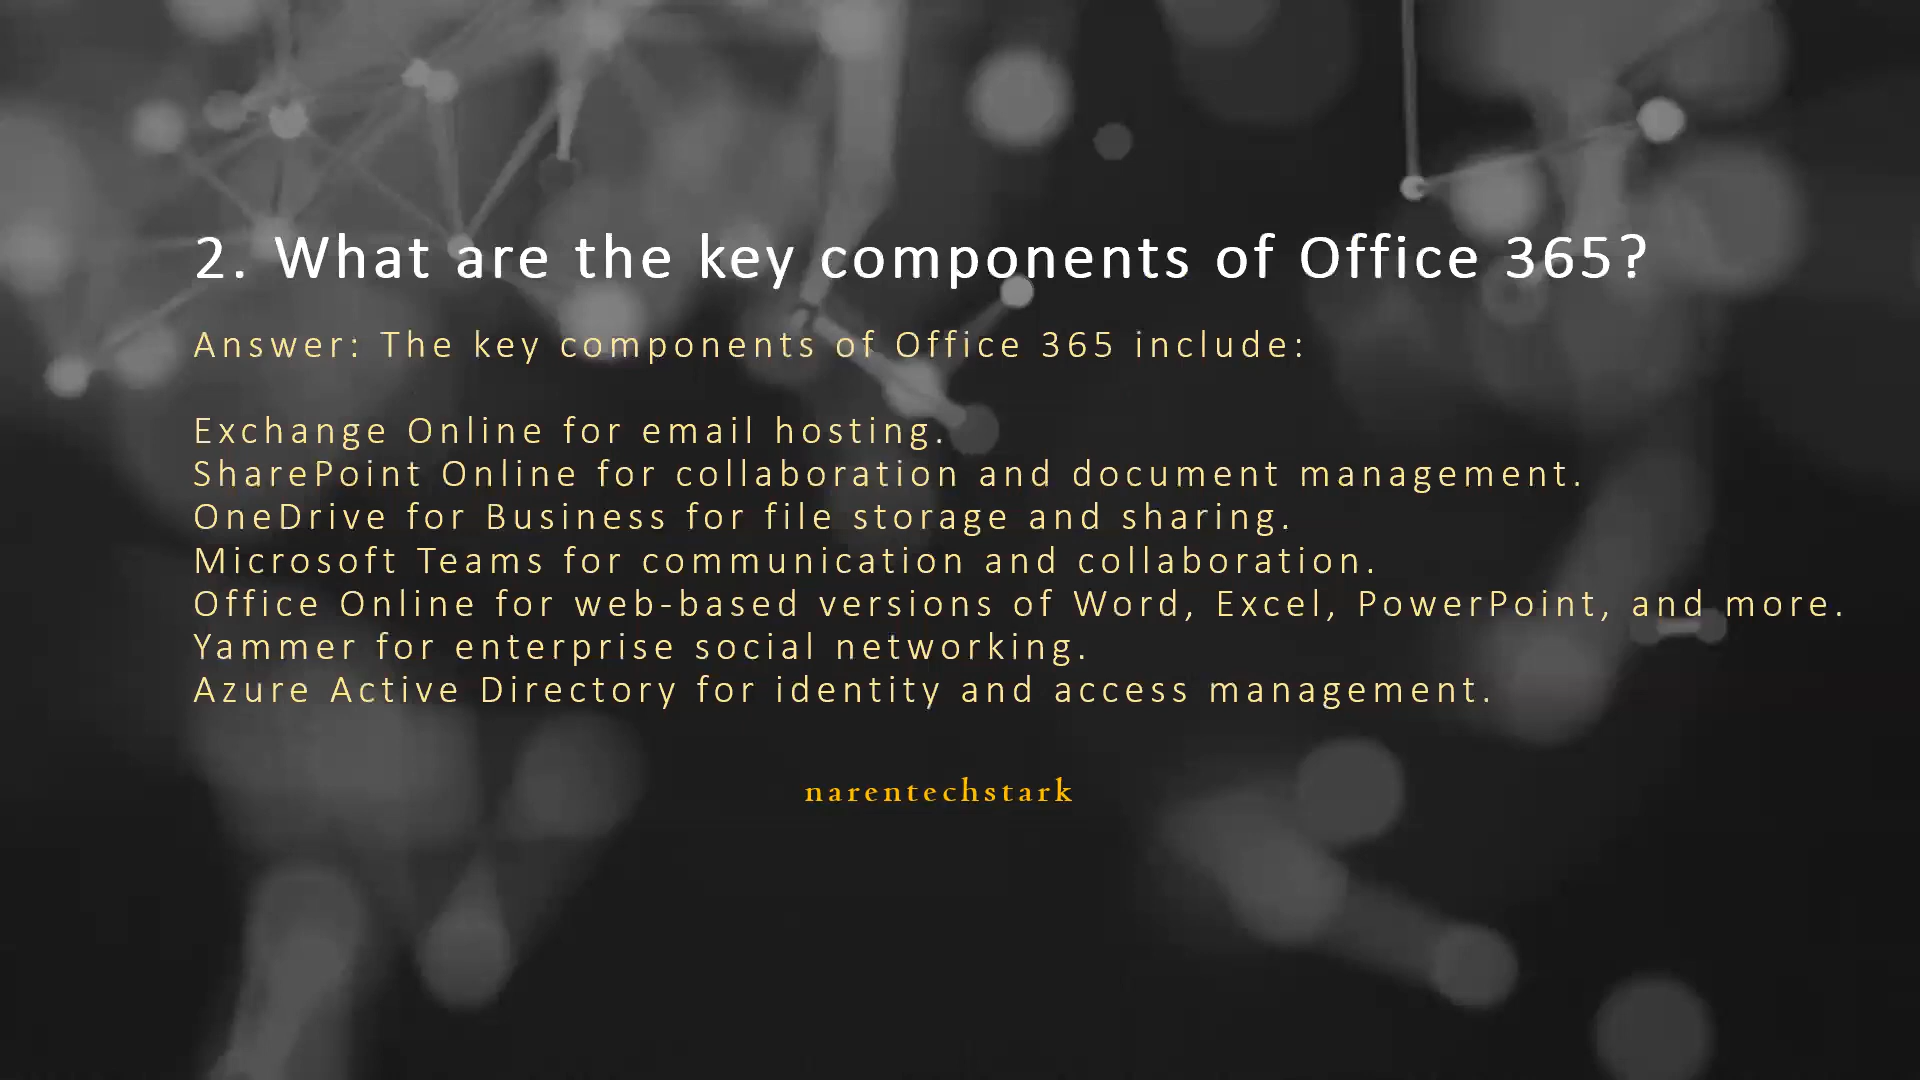 2. What are the key components of Office 365?
Answer: The key components of Office 365 include:
Exchange Online for email hosting.
SharePoint Online for collaboration and document management.
OneDrive for Business for file storage and sharing.
Microsoft Teams for communication and collaboration.
Office Online for web-based versions of Word, Excel, PowerPoint, and more.
Yammer for enterprise social networking.
Azure Active Directory for identity and access management.
narentechstark